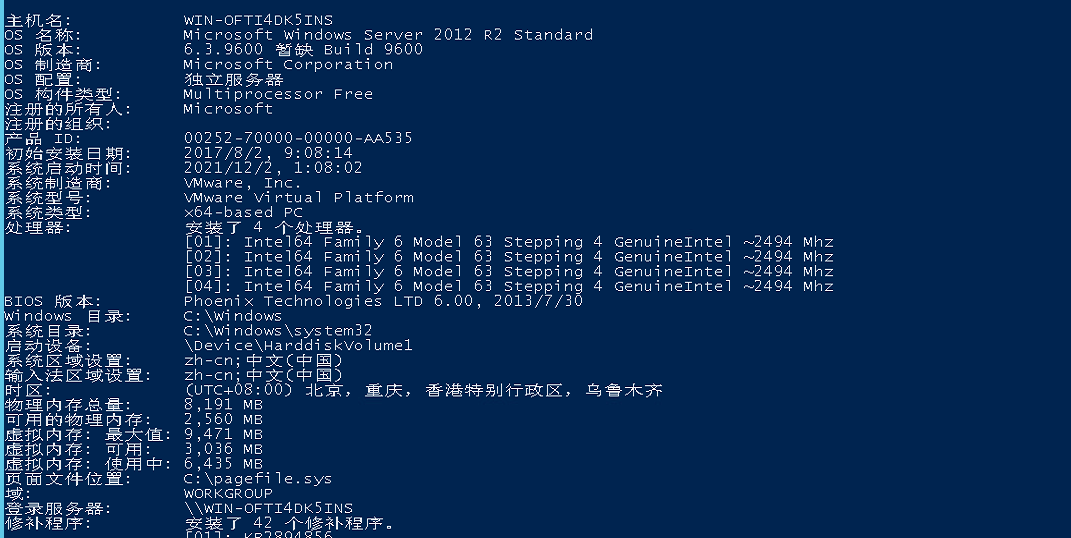 主机名: WIN-OFTI4DK5INS
OS 名称: Microsoft Windows Server 2012 R2 Standard
OS 版本: 6.3.9600 暂缺 Build 9600
OS 制造商: Microsoft Corporation
OS 配置: 独立服务器
OS 构件类型: Multiprocessor Free
注册的所有人: Microsoft
注册的组织:
产品 ID: 00252-70000-00000-AA535
初始安装日期: 2017/8/2, 9:08:14
系统启动时间: 2021/12/2, 1:08:02
系统制造商: VMware, Inc.
系统型号: VMware Virtual Platform
系统类型: x64-based PC
处理器: 安装了 4 个处理器。
[01]: Intel64 Family 6 Model 63 Stepping 4 GenuineIntel ~2494 Mhz
[02]: Intel64 Family 6 Model 63 Stepping 4 GenuineIntel ~2494 Mhz
[03]: Intel64 Family 6 Model 63 Stepping 4 GenuineIntel ~2494 Mhz
[04]: Intel64 Family 6 Model 63 Stepping 4 GenuineIntel ~2494 Mhz
BIOS 版本: Phoenix Technologies LTD 6.00, 2013/7/30
Windows 目录: C:\Windows
系统目录: C:\Windows\system32
启动设备: \Device\HarddiskVolume1
系统区域设置: zh-cn;中文(中国)
输入法区域设置: zh-cn;中文(中国)
时区: (UTC+08:00) 北京，重庆，香港特别行政区，乌鲁木齐
物理内存总量: 8,191 MB
可用的物理内存: 2,560 MB
虚拟内存: 最大值: 9,471 MB
虚拟内存: 可用: 3,036 MB
虚拟内存: 使用中: 6,435 MB
页面文件位置: C:\pagefile.sys
域: WORKGROUP
登录服务器: \\WIN-OFTI4DK5INS
修补程序: 安装了 42 个修补程序。
[01]: KB2894856